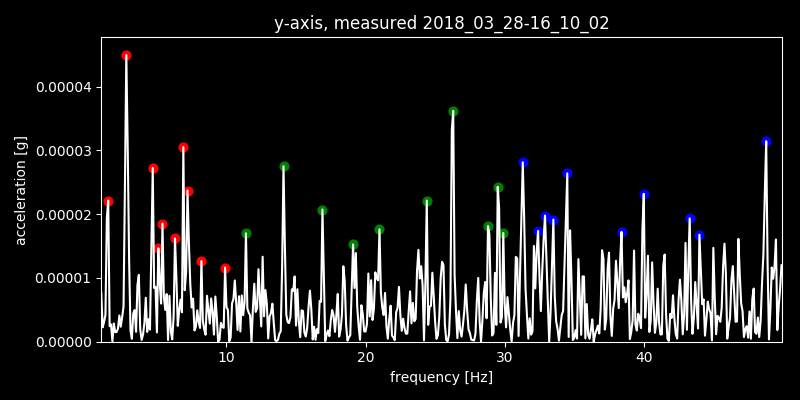 y-axis, measured 2018_03_28-16_10_02
0.00004
0.00003
0.00002
0.00001
0.00000
acceleration [g]
10 20 30 40
frequency [Hz]